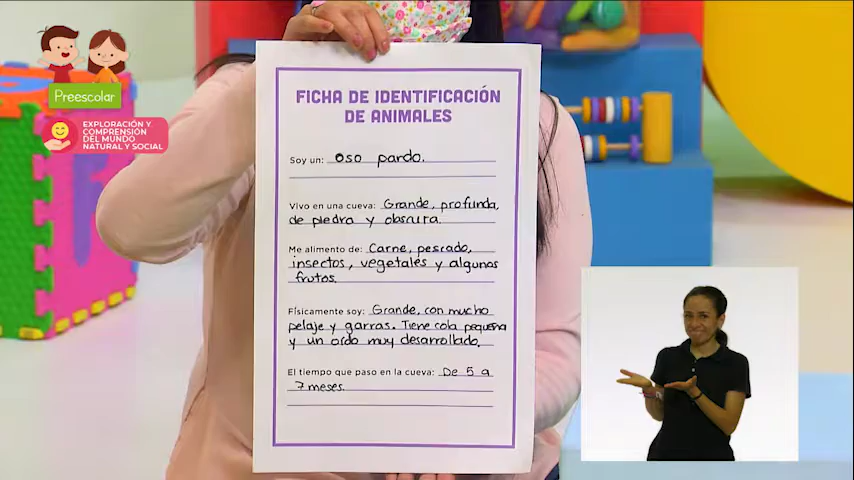 Preescolar
EXPLORACIÓN Y
COMPRENSIÓN
DEL MUNDO
NATURAL Y SOCIAL
FICHA DE IDENTIFICACIÓN
DE ANIMALES
Soy un: oso pardo.
Vivo en una cueva: Grande, profunda,
de piedra y obscura.
Me alimento de: Carne, pescado,
insectos, vegetales y algunos
frutos.
Físicamente soy: Grande, con mucho
pelaje y garras. Tiene cola pequeña
y un oído muy desarrollado.
El tiempo que paso en la cueva: De 5 a
7 meses.